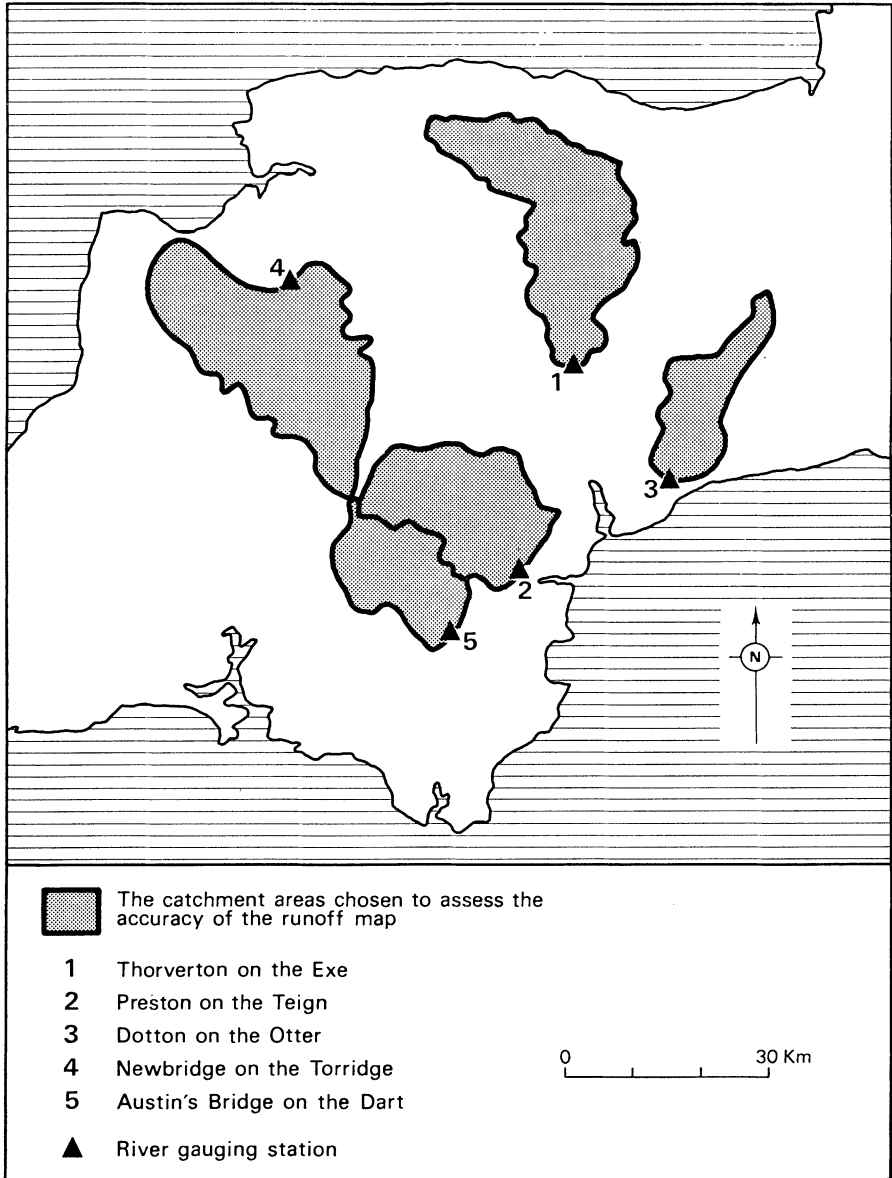 4
1
3
2
5
N
The catchment areas chosen to assess the
accuracy of the runoff map
1 Thorverton on the Exe
2 Preston on the Teign
3 Dotton on the Otter
4 Newbridge on the Torridge
5 Austin's Bridge on the Dart
River gauging station
0 30 Km